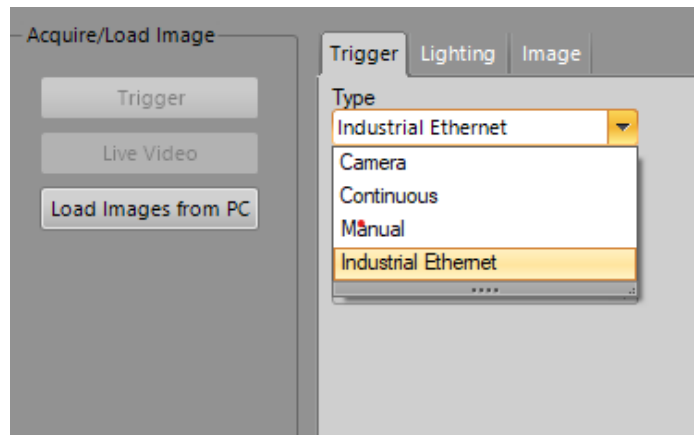 Acquire/Load Image
Trigger
Live Video
Load Images from PC
Trigger Lighting Image
Type
Industrial Ethernet
Camera
Continuous
Manual
Industrial Ethernet